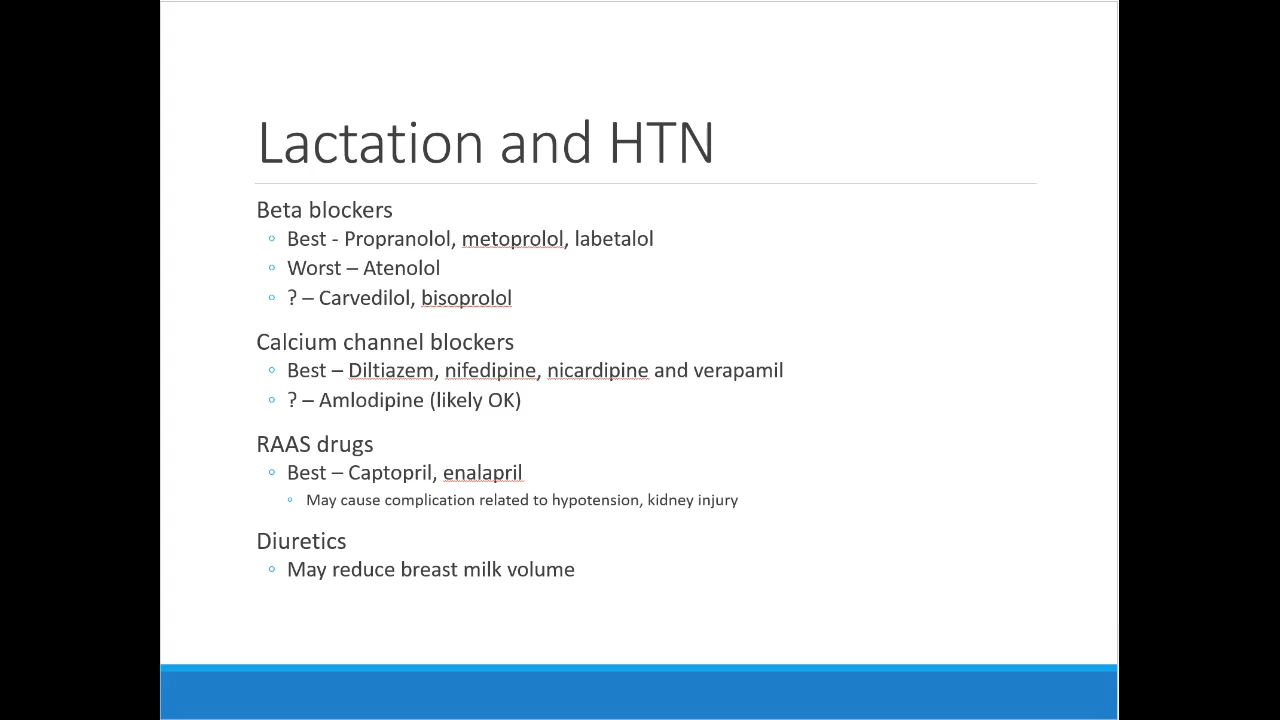 Lactation and HTN
Beta blockers
◦ Best - Propranolol, metoprolol, labetalol
◦ Worst – Atenolol
◦ ? – Carvedilol, bisoprolol
Calcium channel blockers
◦ Best – Diltiazem, nifedipine, nicardipine and verapamil
◦ ? – Amlodipine (likely OK)
RAAS drugs
◦ Best – Captopril, enalapril
◦ May cause complication related to hypotension, kidney injury
Diuretics
◦ May reduce breast milk volume